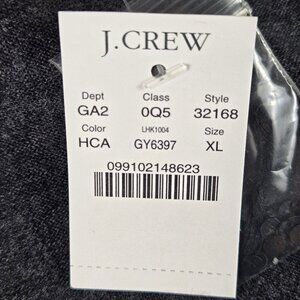 J.CREW
Dept Class Style
GA2 0Q5 32168
Color LHK1004 Size
HCA GY6397 XL
099102148623